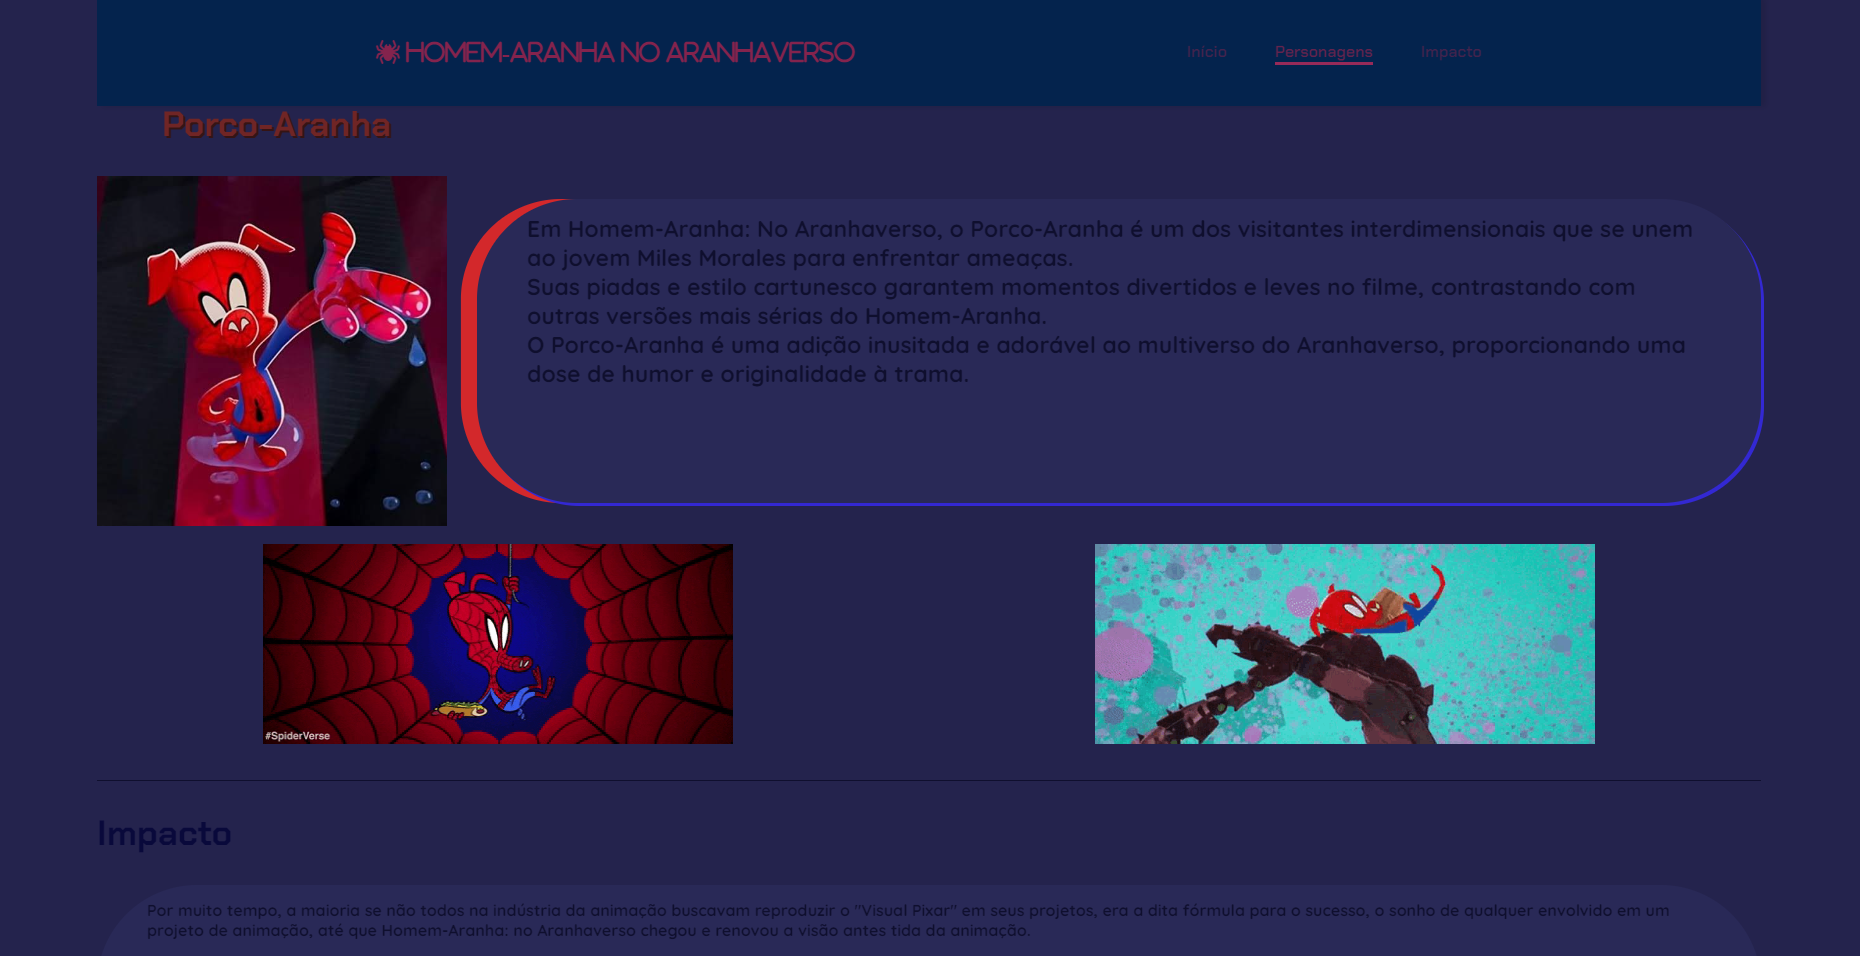 HOMEM-ARANHA NO ARANHAVERSO
Início Personagens Impacto
Porco-Aranha
Em Homem-Aranha: No Aranhaverso, o Porco-Aranha é um dos visitantes interdimensionais que se unem
ao jovem Miles Morales para enfrentar ameaças.
Suas piadas e estilo cartunesco garantem momentos divertidos e leves no filme, contrastando com
outras versões mais sérias do Homem-Aranha.
O Porco-Aranha é uma adição inusitada e adorável ao multiverso do Aranhaverso, proporcionando uma
dose de humor e originalidade à trama.
#SpiderVerse
Impacto
Por muito tempo, a maioria se não todos na indústria da animação buscavam reproduzir o "Visual Pixar" em seus projetos, era a dita fórmula para o sucesso, o sonho de qualquer envolvido em um
projeto de animação, até que Homem-Aranha: no Aranhaverso chegou e renovou a visão antes tida da animação.